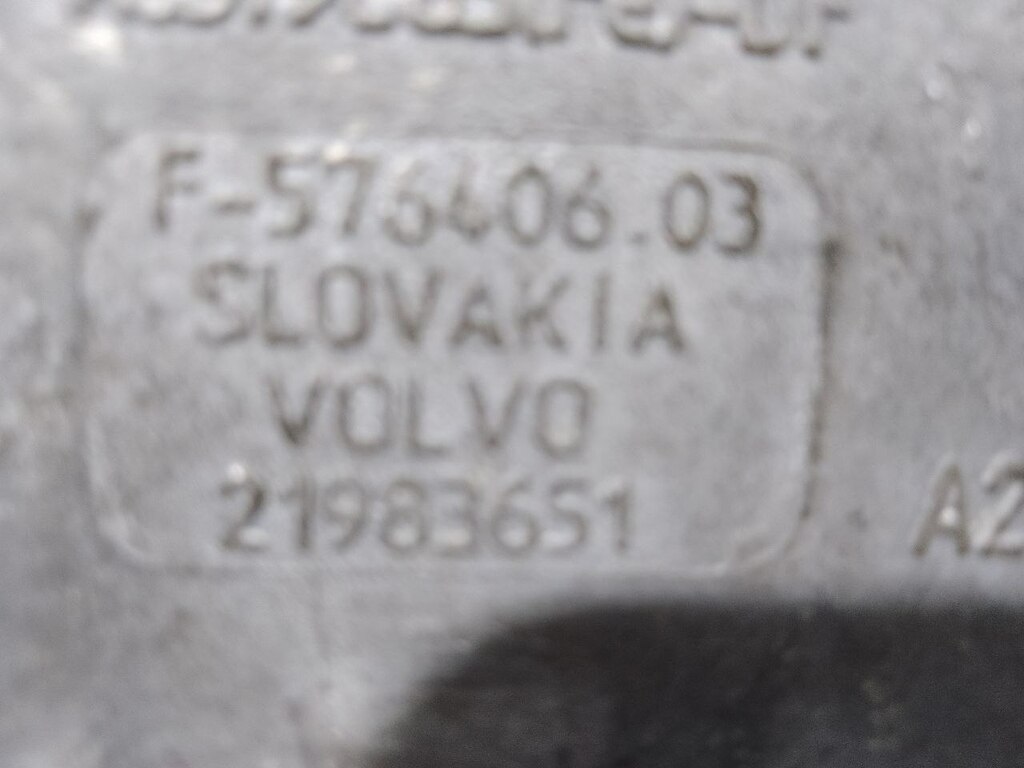 F-576406.03
SLOVAKIA
VOLVO
21983651
A2